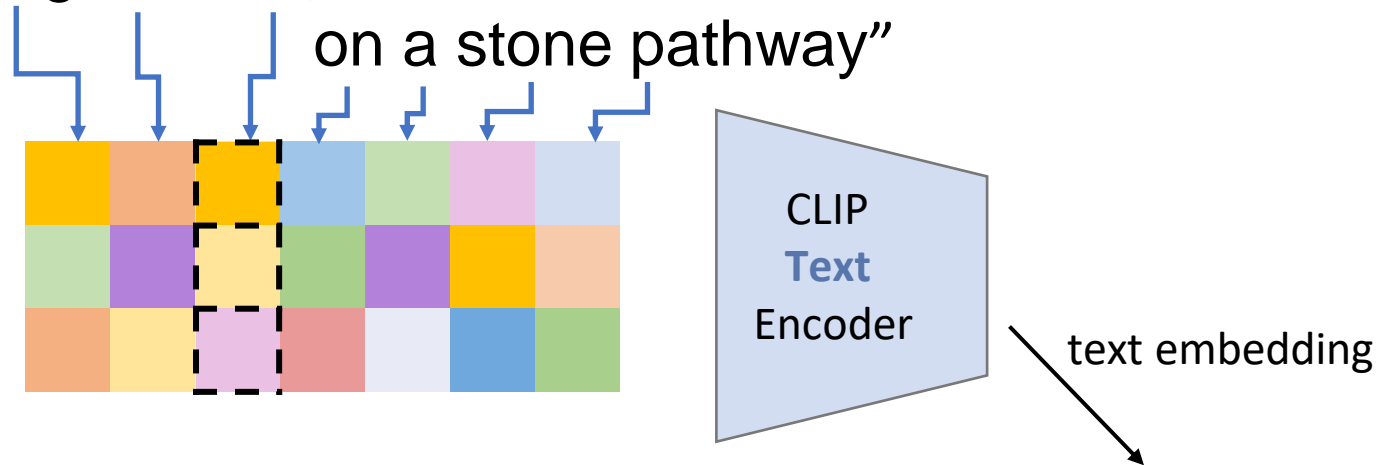 on a stone pathway”
CLIP
Text
Encoder
text embedding